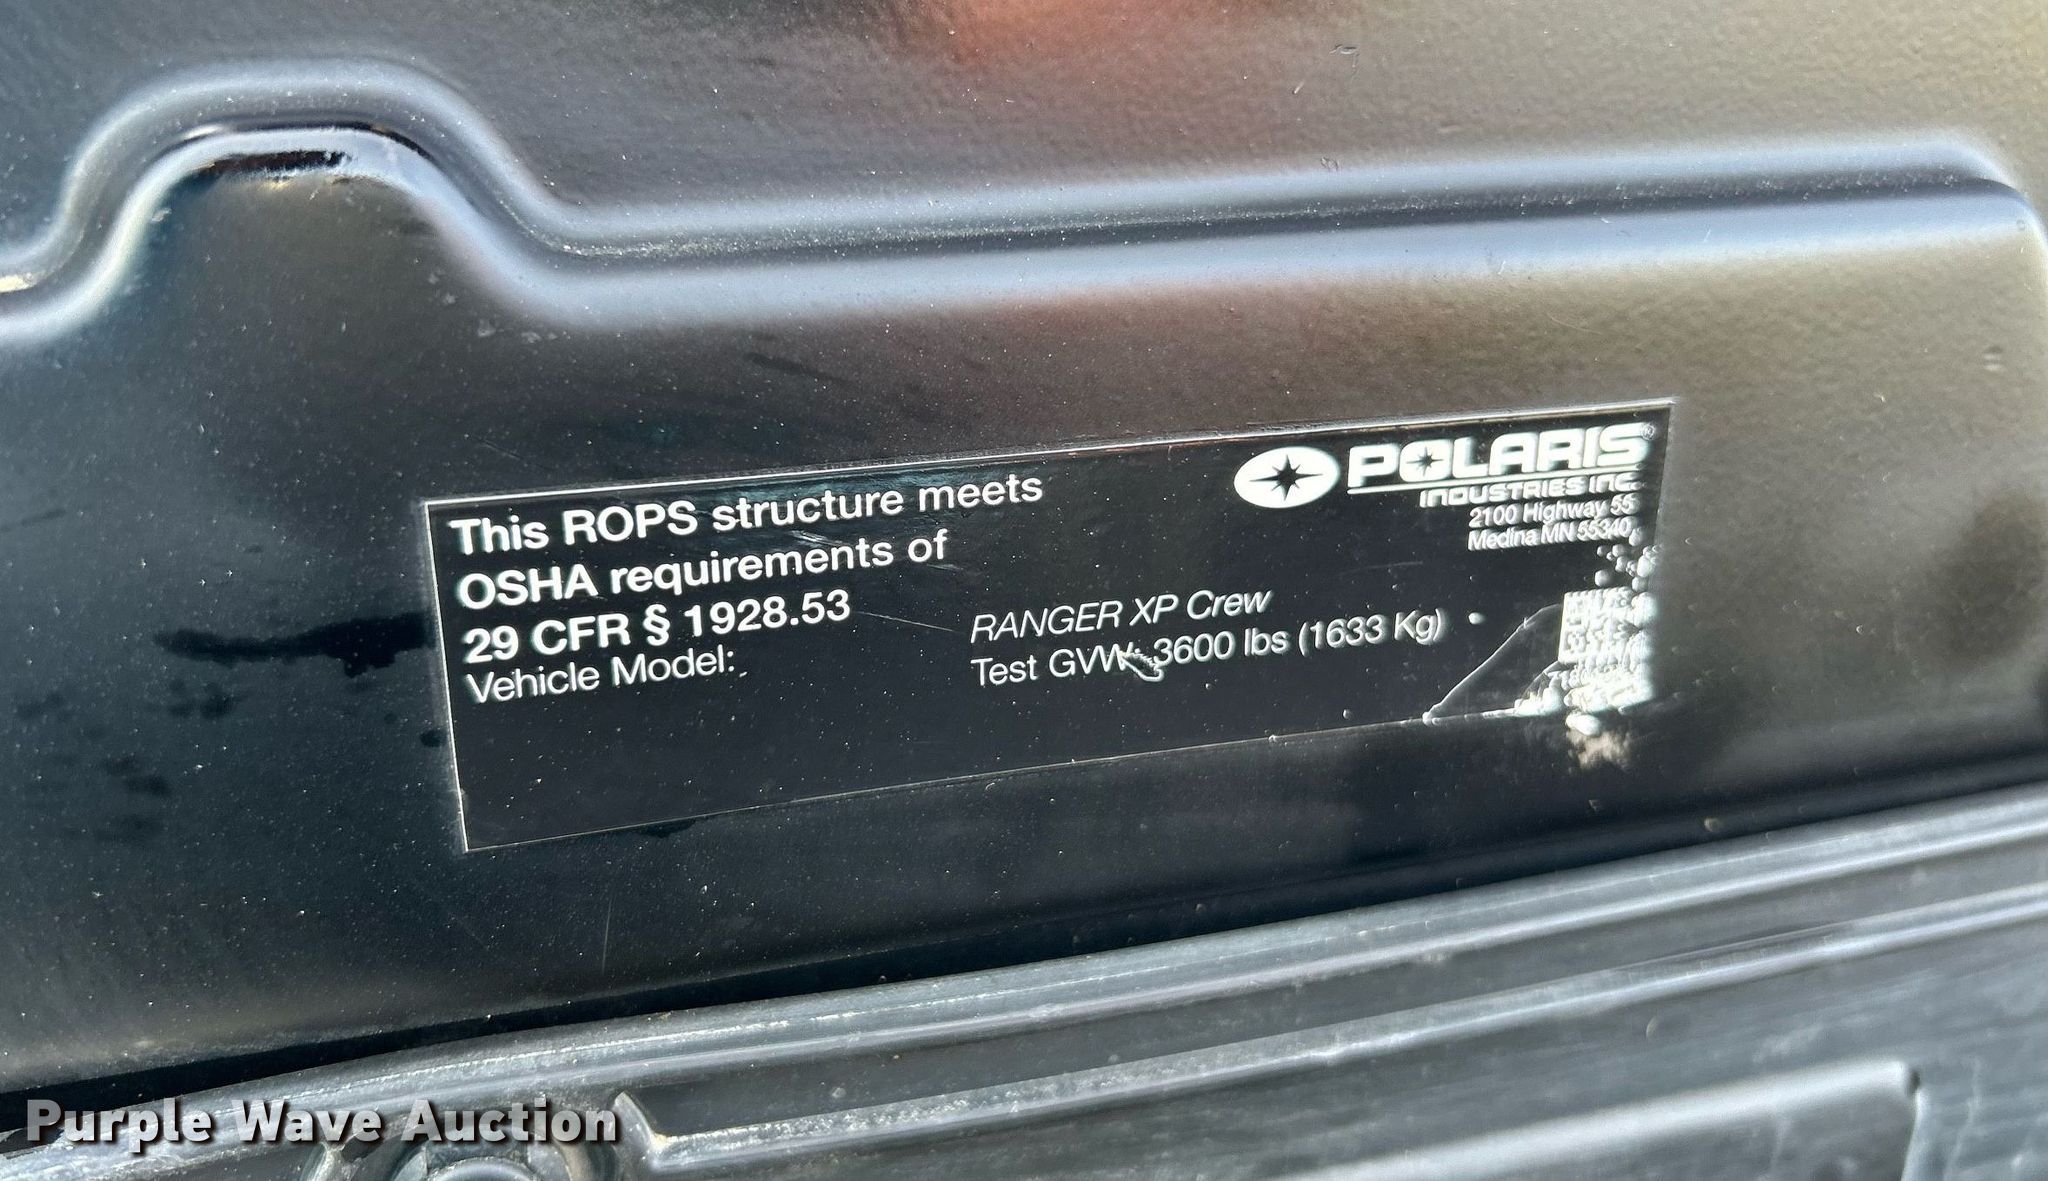 This ROPS structure meets
OSHA requirements of
29 CFR § 1928.53
Vehicle Model:
RANGER XP Crew
Test GVW: 3600 lbs (1633 Kg)
POLARIS®
INDUSTRIES INC.
2100 Highway 55
Medina MN 55340
Purple Wave Auction